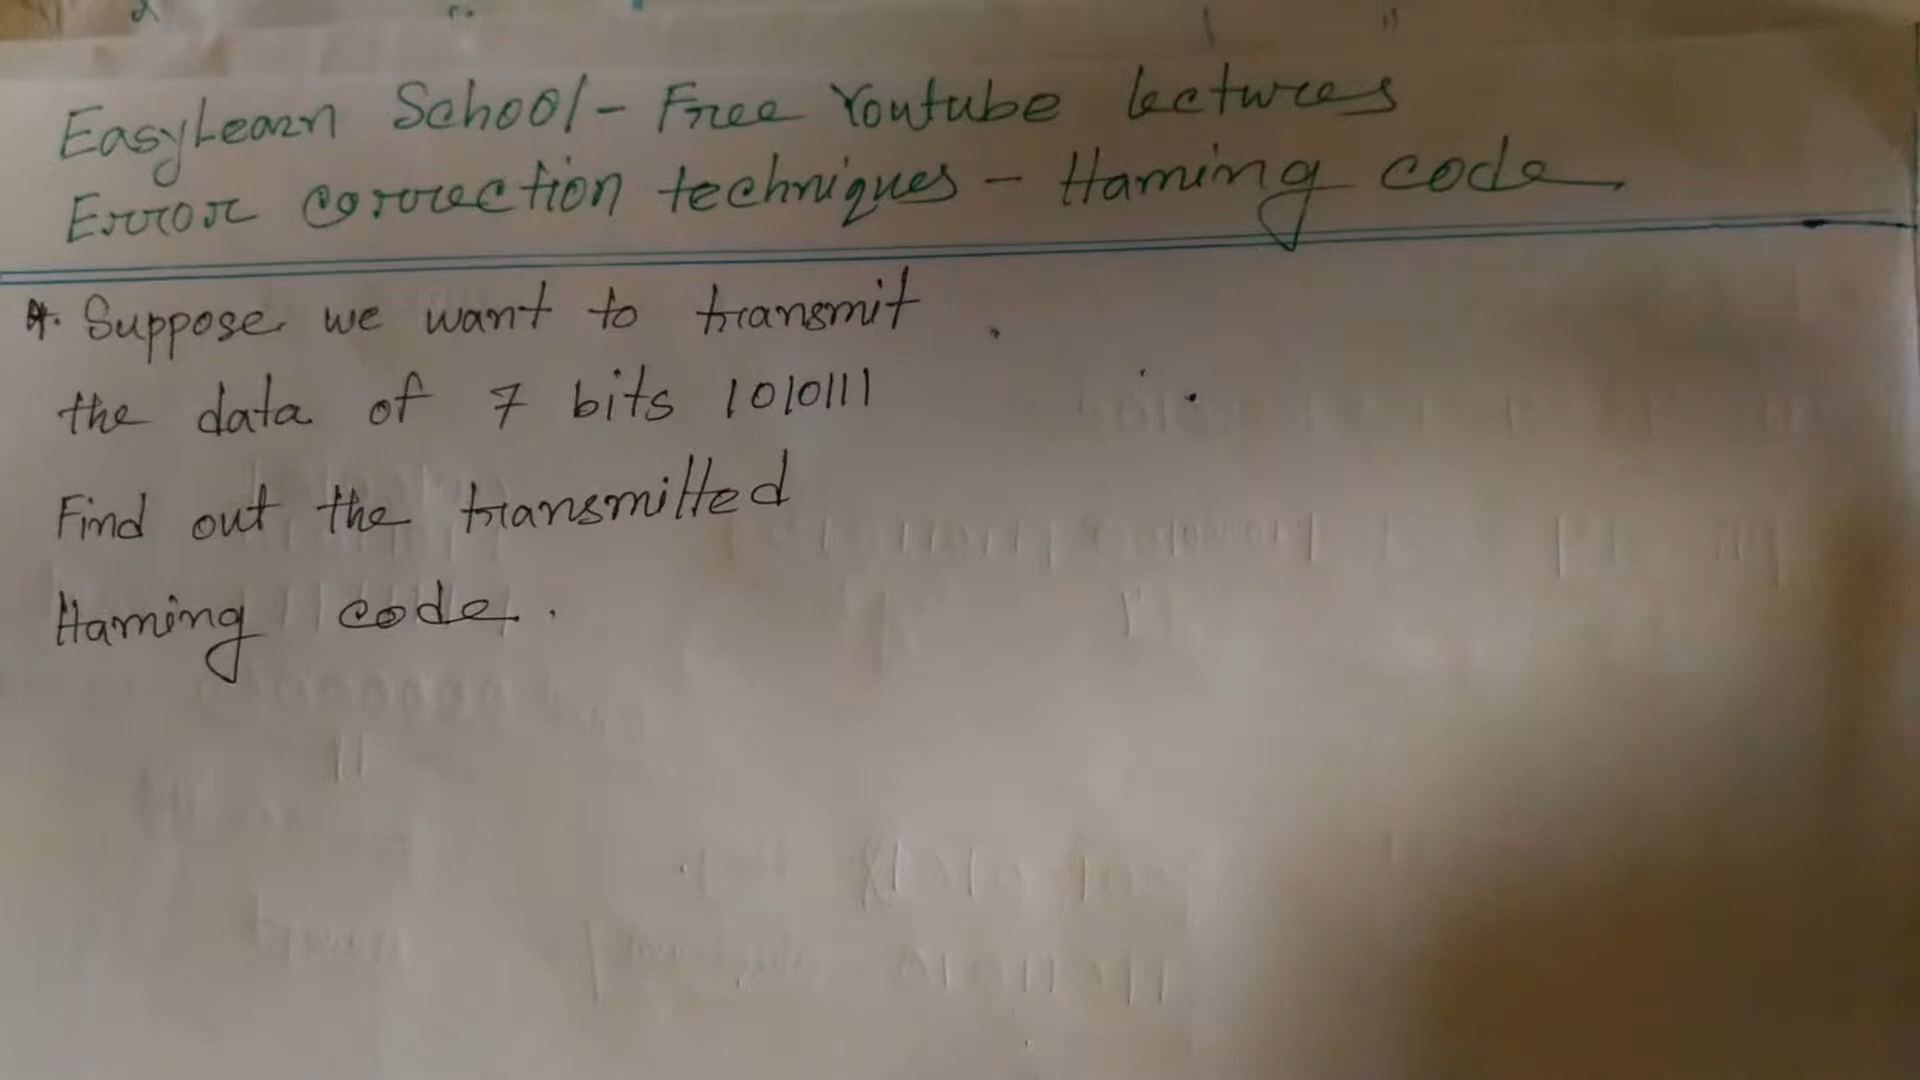 EasyLearn School - Free Youtube lectures
Error correction techniques - Haming code
*. Suppose we want to transmit
the data of 7 bits 1010111
Find out the transmitted
Haming code.